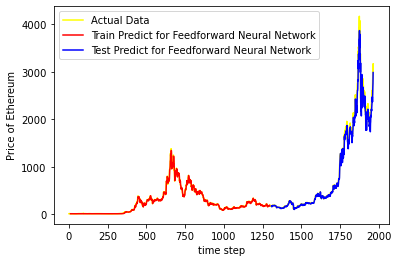 Actual Data
Train Predict for Feedforward Neural Network
Test Predict for Feedforward Neural Network
Price of Ethereum
4000
3000
2000
1000
0
0 250 500 750 1000 1250 1500 1750 2000
time step